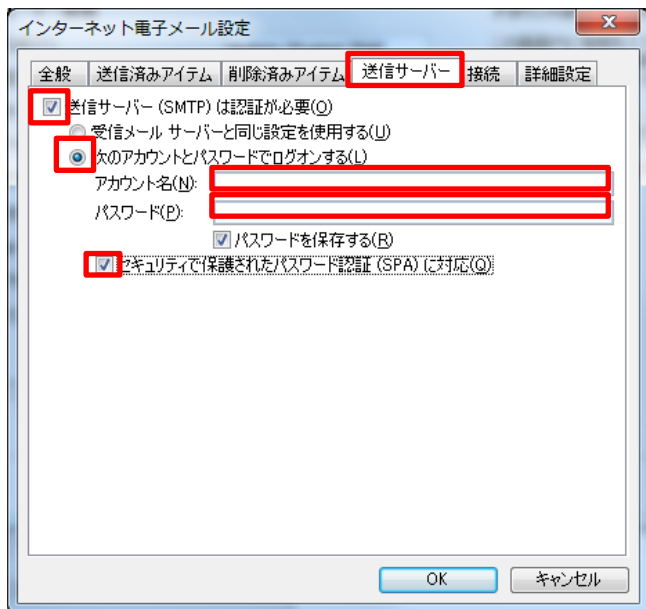 インターネット電子メール設定
全般 送信済みアイテム 削除済みアイテム 送信サーバー 接続 詳細設定
送信サーバー (SMTP) は認証が必要(O)
受信メール サーバーと同じ設定を使用する(U)
次のアカウントとパスワードでログオンする(L)
アカウント名(N):
パスワード(P):
パスワードを保存する(R)
セキュリティで保護されたパスワード認証 (SPA) に対応(Q)
OK キャンセル